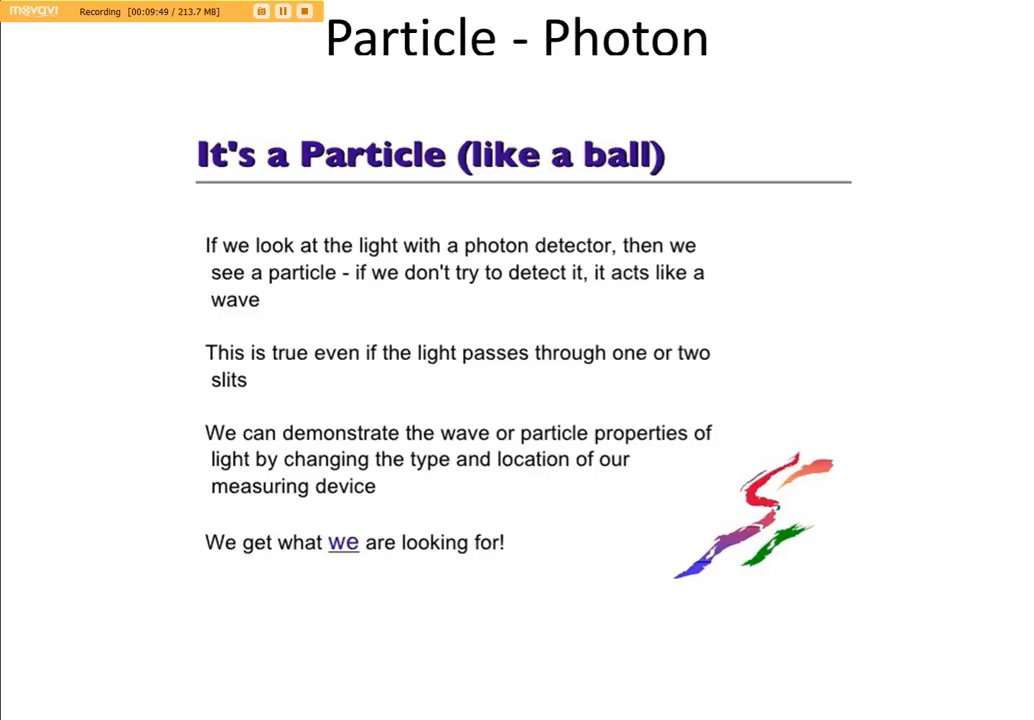 movavi Recording [00:09:49 / 213.7 MB]
Particle - Photon
It's a Particle (like a ball)
If we look at the light with a photon detector, then we
see a particle - if we don't try to detect it, it acts like a
wave
This is true even if the light passes through one or two
slits
We can demonstrate the wave or particle properties of
light by changing the type and location of our
measuring device
We get what we are looking for!